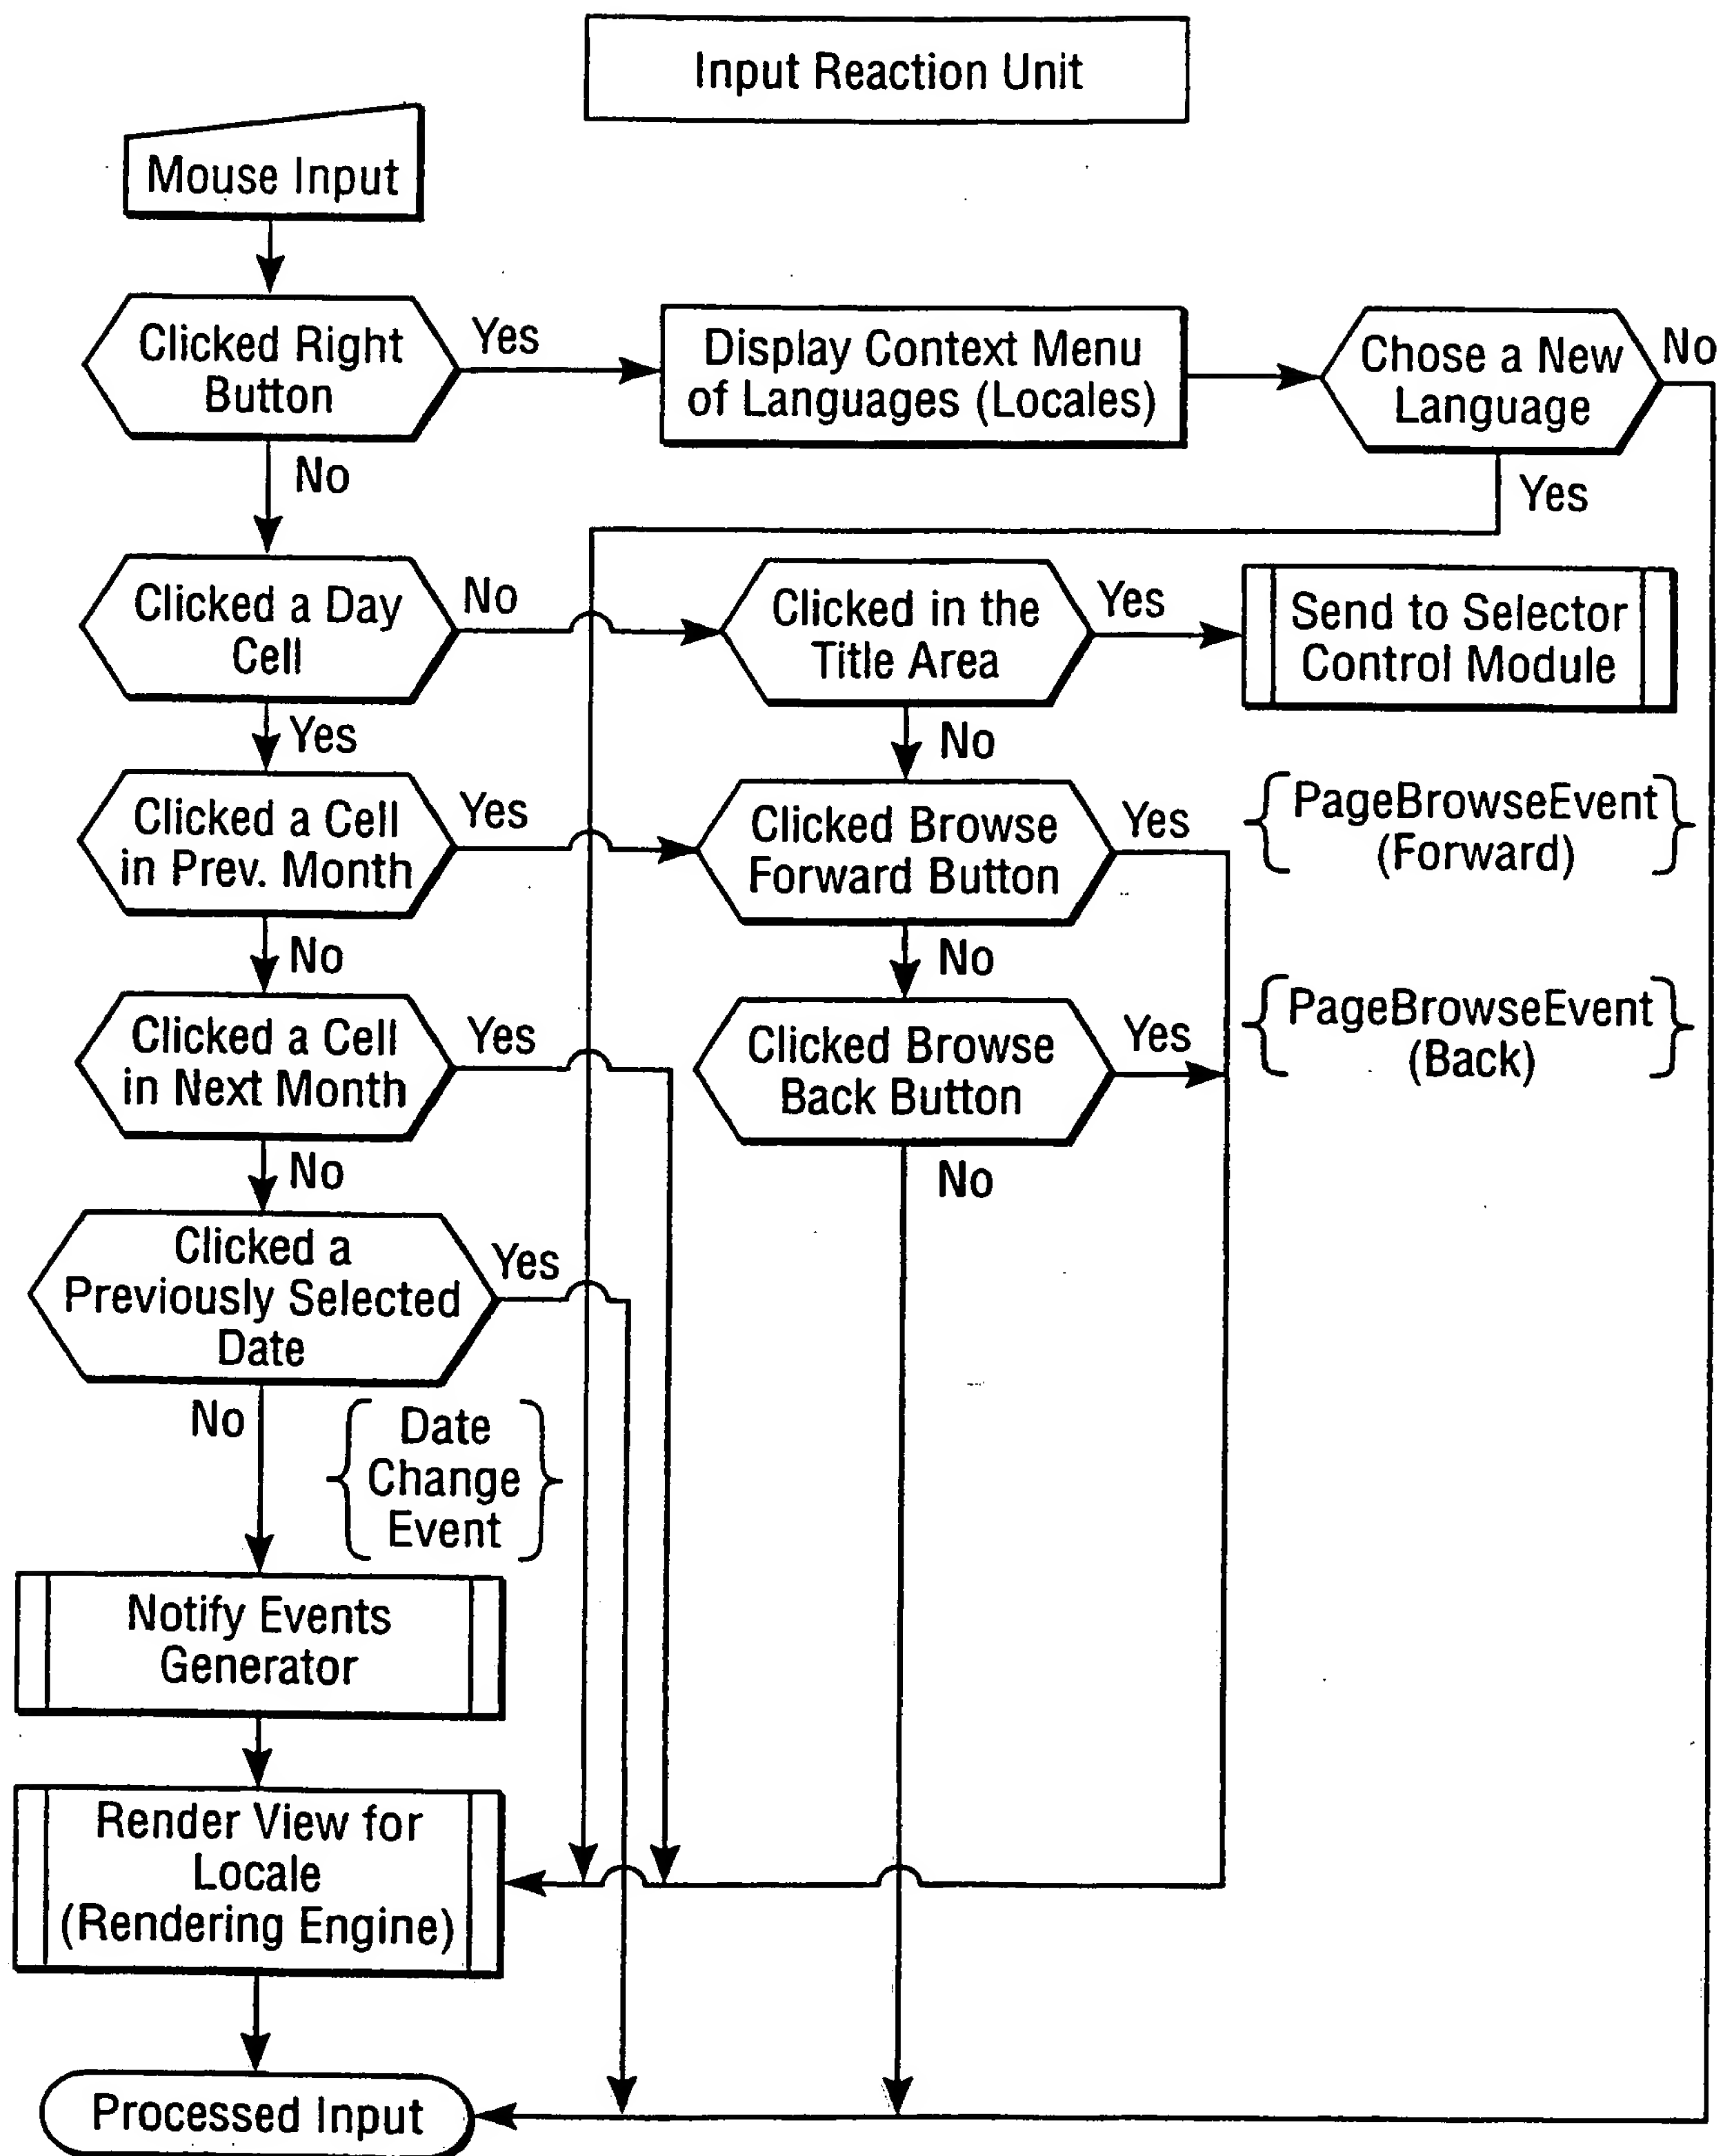 Input Reaction Unit
Mouse Input
Clicked Right
Button
Yes
Display Context Menu
of Languages (Locales)
Chose a New
Language
No
No
Yes
Clicked a Day
Cell
No
Clicked in the
Title Area
Yes
Send to Selector
Control Module
Yes
No
Clicked a Cell
in Prev. Month
Yes
Clicked Browse
Forward Button
Yes
PageBrowseEvent
(Forward)
No
No
Clicked a Cell
in Next Month
Yes
Clicked Browse
Back Button
Yes
PageBrowseEvent
(Back)
No
No
Clicked a
Previously Selected
Date
Yes
No
Date
Change
Event
Notify Events
Generator
Render View for
Locale
(Rendering Engine)
Processed Input